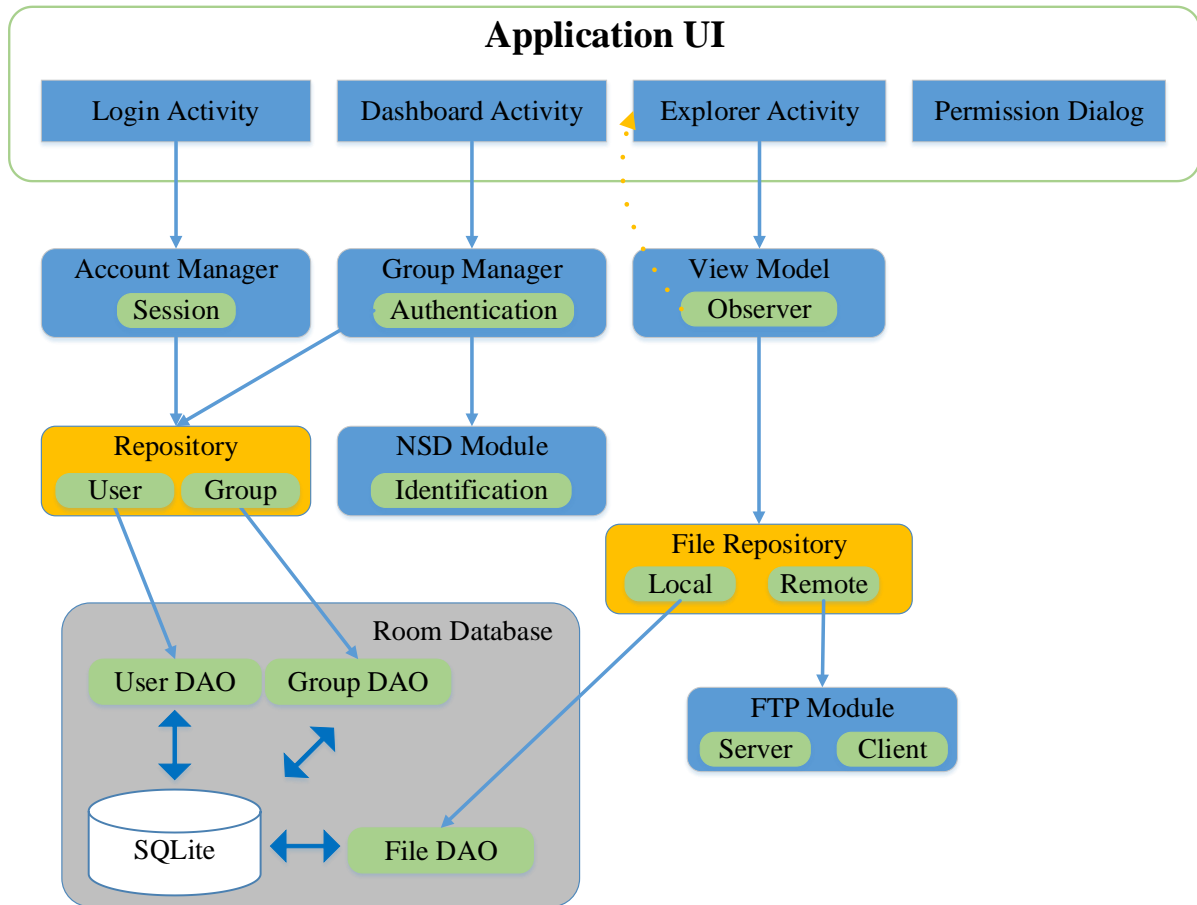 Application UI
Login Activity
Dashboard Activity
Explorer Activity
Permission Dialog
Account Manager
Session
Group Manager
Authentication
View Model
Observer
Repository
User
Group
NSD Module
Identification
File Repository
Local
Remote
Room Database
User DAO
Group DAO
FTP Module
Server
Client
SQLite
File DAO